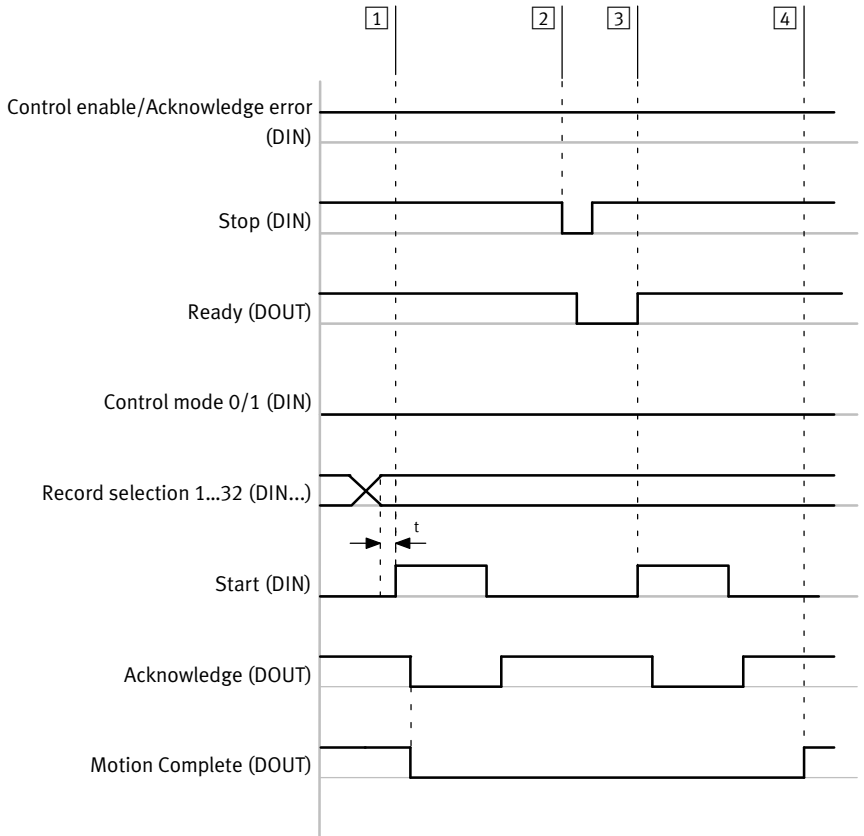 1 2 3 4
Control enable/Acknowledge error
(DIN)
Stop (DIN)
Ready (DOUT)
Control mode 0/1 (DIN)
Record selection 1...32 (DIN...)
t
Start (DIN)
Acknowledge (DOUT)
Motion Complete (DOUT)